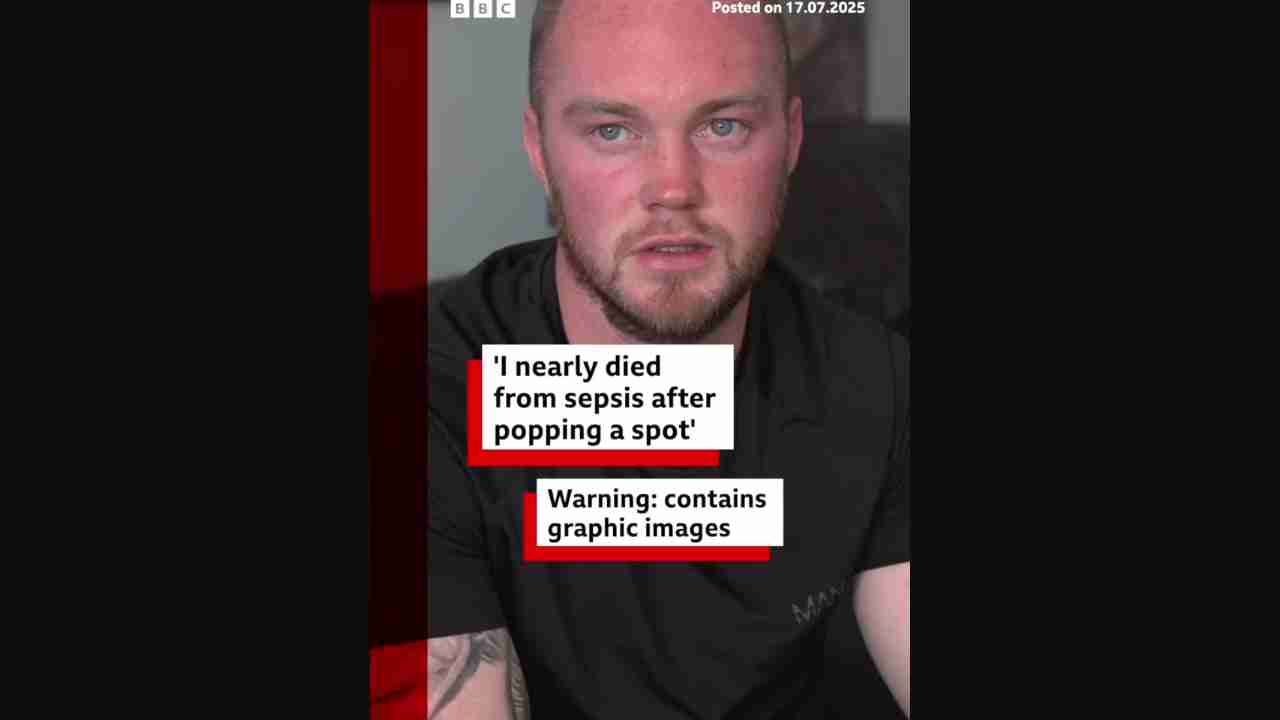 BBC
Posted on 17.07.2025
'I nearly died
from sepsis after
popping a spot'
Warning: contains
graphic images